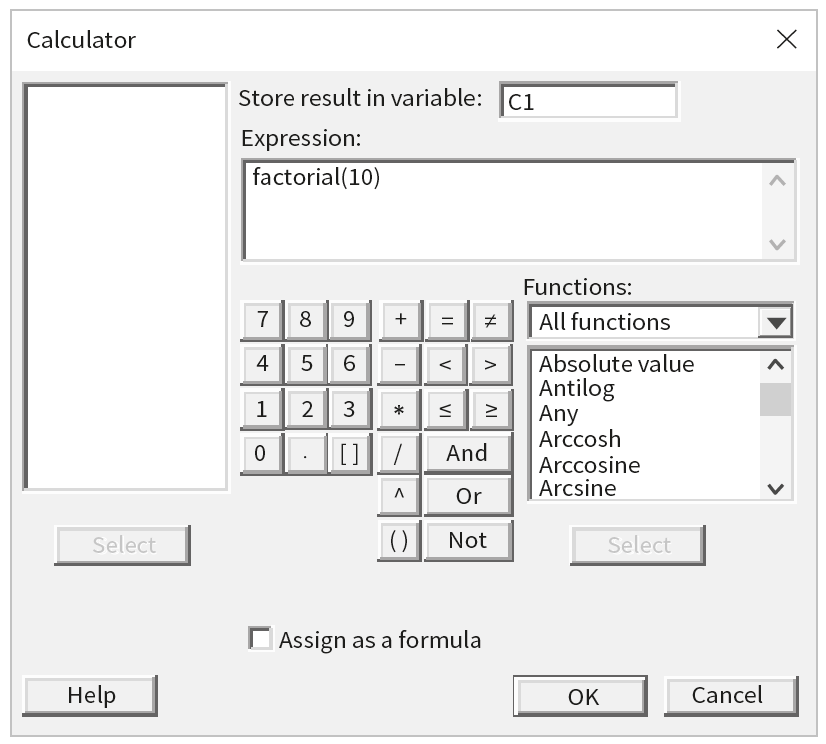 Calculator
Store result in variable: C1
Expression:
factorial(10)
Functions:
All functions
7 8 9 + = ≠
4 5 6 − < >
1 2 3 * ≤ ≥
0 . [ ] / And
^ Or
( ) Not
Absolute value
Antilog
Any
Arccosh
Arccosine
Arcsine
Select
Select
Assign as a formula
Help
OK
Cancel